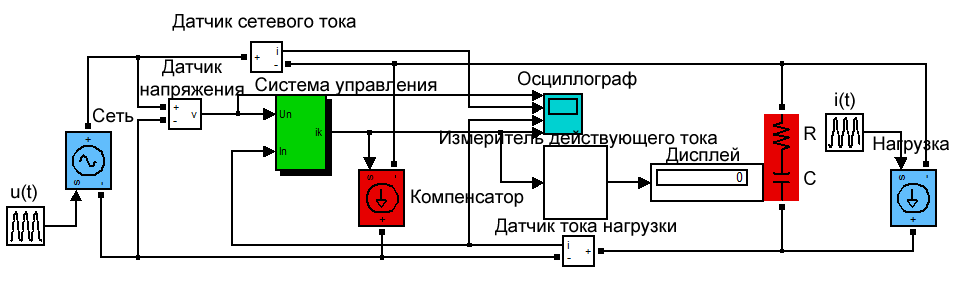 Датчик сетевого тока
+ i
-
Датчик
напряжения
+
-
v
Система управления
Un
ik
In
Осциллограф
Измеритель действующего тока
Дисплей
0
R
C
i(t)
Нагрузка
s
-
+
Сеть
+
-
s
u(t)
s
-
+
Компенсатор
Датчик тока нагрузки
i
-
+